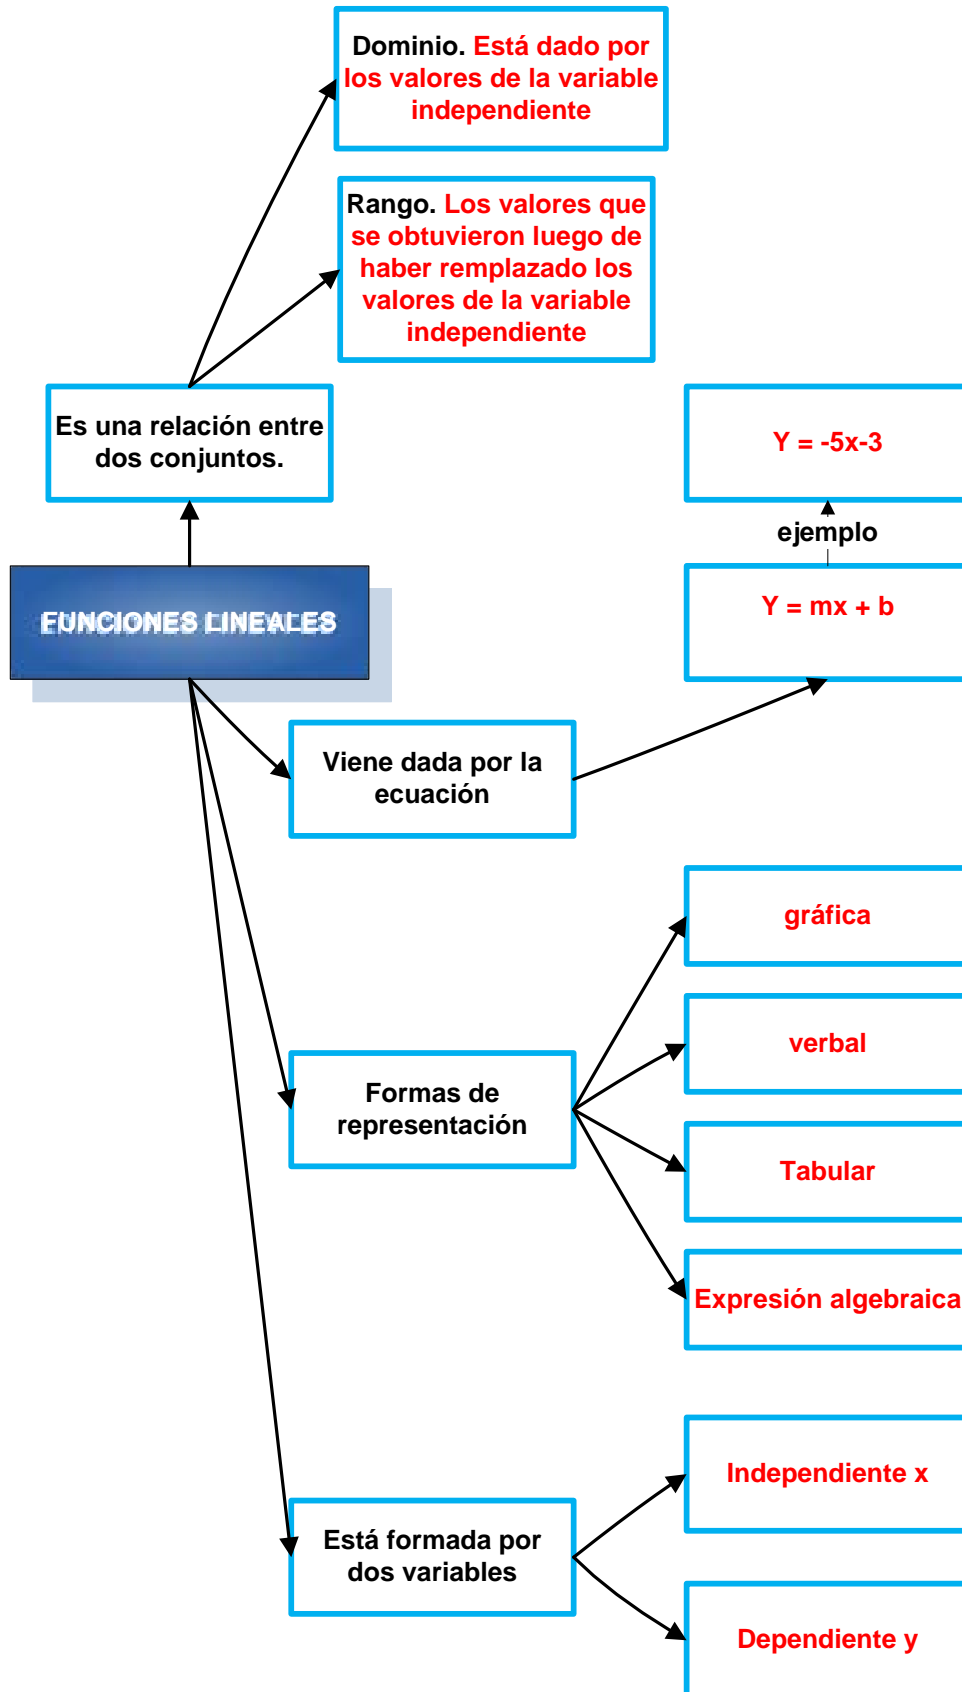 Dominio. Está dado por
los valores de la variable
independiente
Rango. Los valores que
se obtuvieron luego de
haber remplazado los
valores de la variable
independiente
Es una relación entre
dos conjuntos.
Y = -5x-3
ejemplo
Y = mx + b
FUNCIONES LINEALES
Viene dada por la
ecuación
gráfica
verbal
Formas de
representación
Tabular
Expresión algebraica
Independiente x
Está formada por
dos variables
Dependiente y